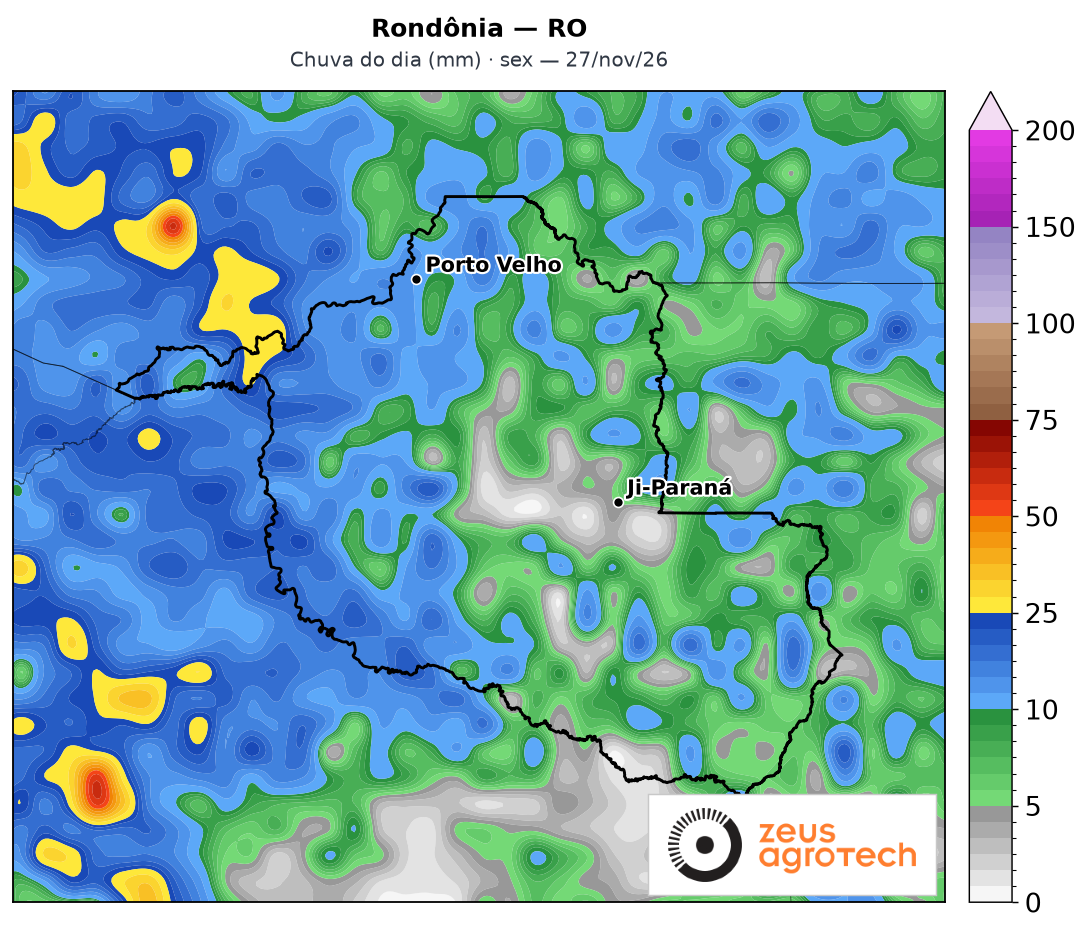 Rondônia — RO
Chuva do dia (mm) · sex — 27/nov/26
Porto Velho
Ji-Paraná
200
150
100
75
50
25
10
5
0
zeus
agrotech